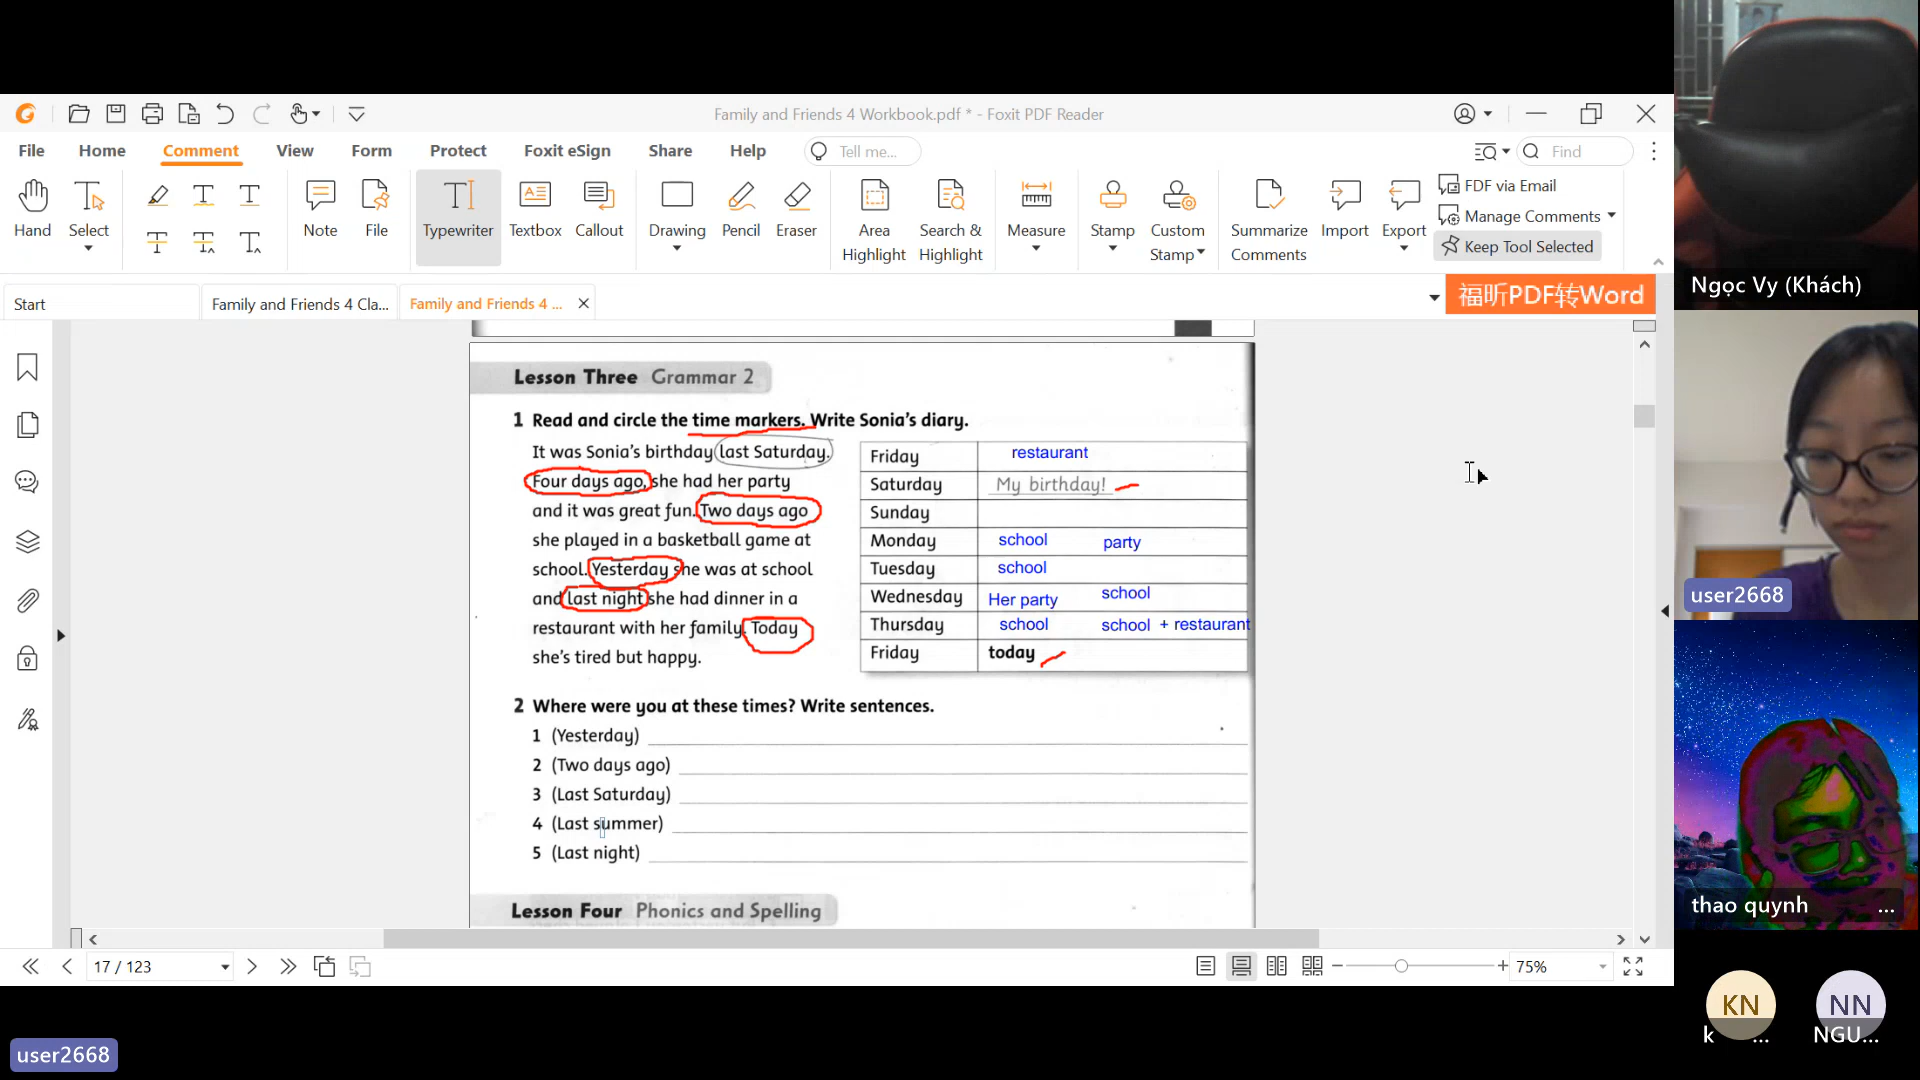 Family and Friends 4 Workbook.pdf * - Foxit PDF Reader
File Home Comment View Form Protect Foxit eSign Share Help Tell me... Find
Hand Select Note File Typewriter Textbox Callout Drawing Pencil Eraser Area Highlight Search & Highlight Measure Stamp Custom Stamp Summarize Comments Import Export
FDF via Email
Manage Comments
Keep Tool Selected
Start Family and Friends 4 Cla... Family and Friends 4 ...
福昕PDF转Word
Lesson Three Grammar 2
1 Read and circle the time markers. Write Sonia's diary.
It was Sonia's birthday last Saturday.
Four days ago, she had her party
and it was great fun. Two days ago
she played in a basketball game at
school. Yesterday she was at school
and last night she had dinner in a
restaurant with her family. Today
she's tired but happy.
Friday restaurant
Saturday My birthday!
Sunday
Monday school party
Tuesday school
Wednesday Her party school
Thursday school school + restaurant
Friday today
2 Where were you at these times? Write sentences.
1 (Yesterday)
2 (Two days ago)
3 (Last Saturday)
4 (Last summer)
5 (Last night)
Lesson Four Phonics and Spelling
17 / 123
75%
Ngọc Vy (Khách)
user2668
thao quynh ...
KN
k ...
NN
NGU...
user2668